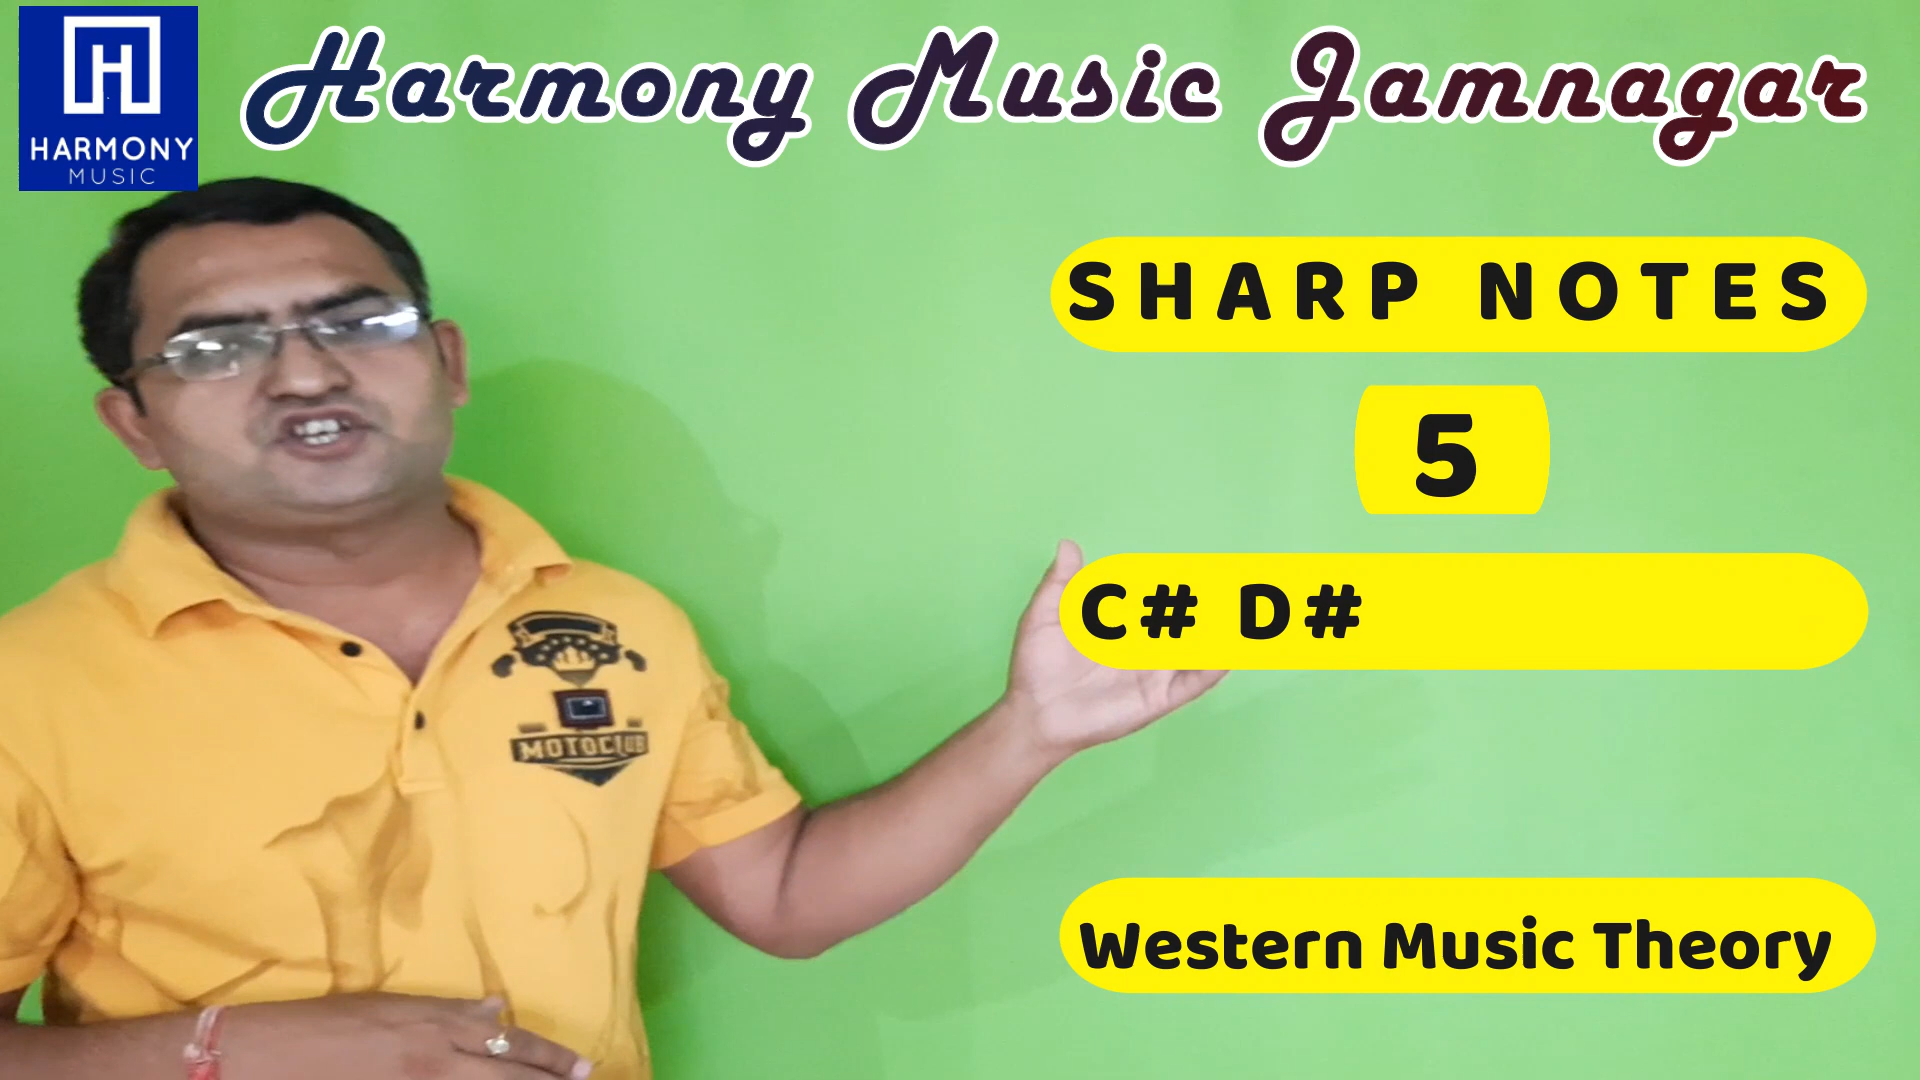 H
HARMONY
MUSIC
Harmony Music Jamnagar
SHARP NOTES
5
C# D#
MOTOCLUB
Western Music Theory